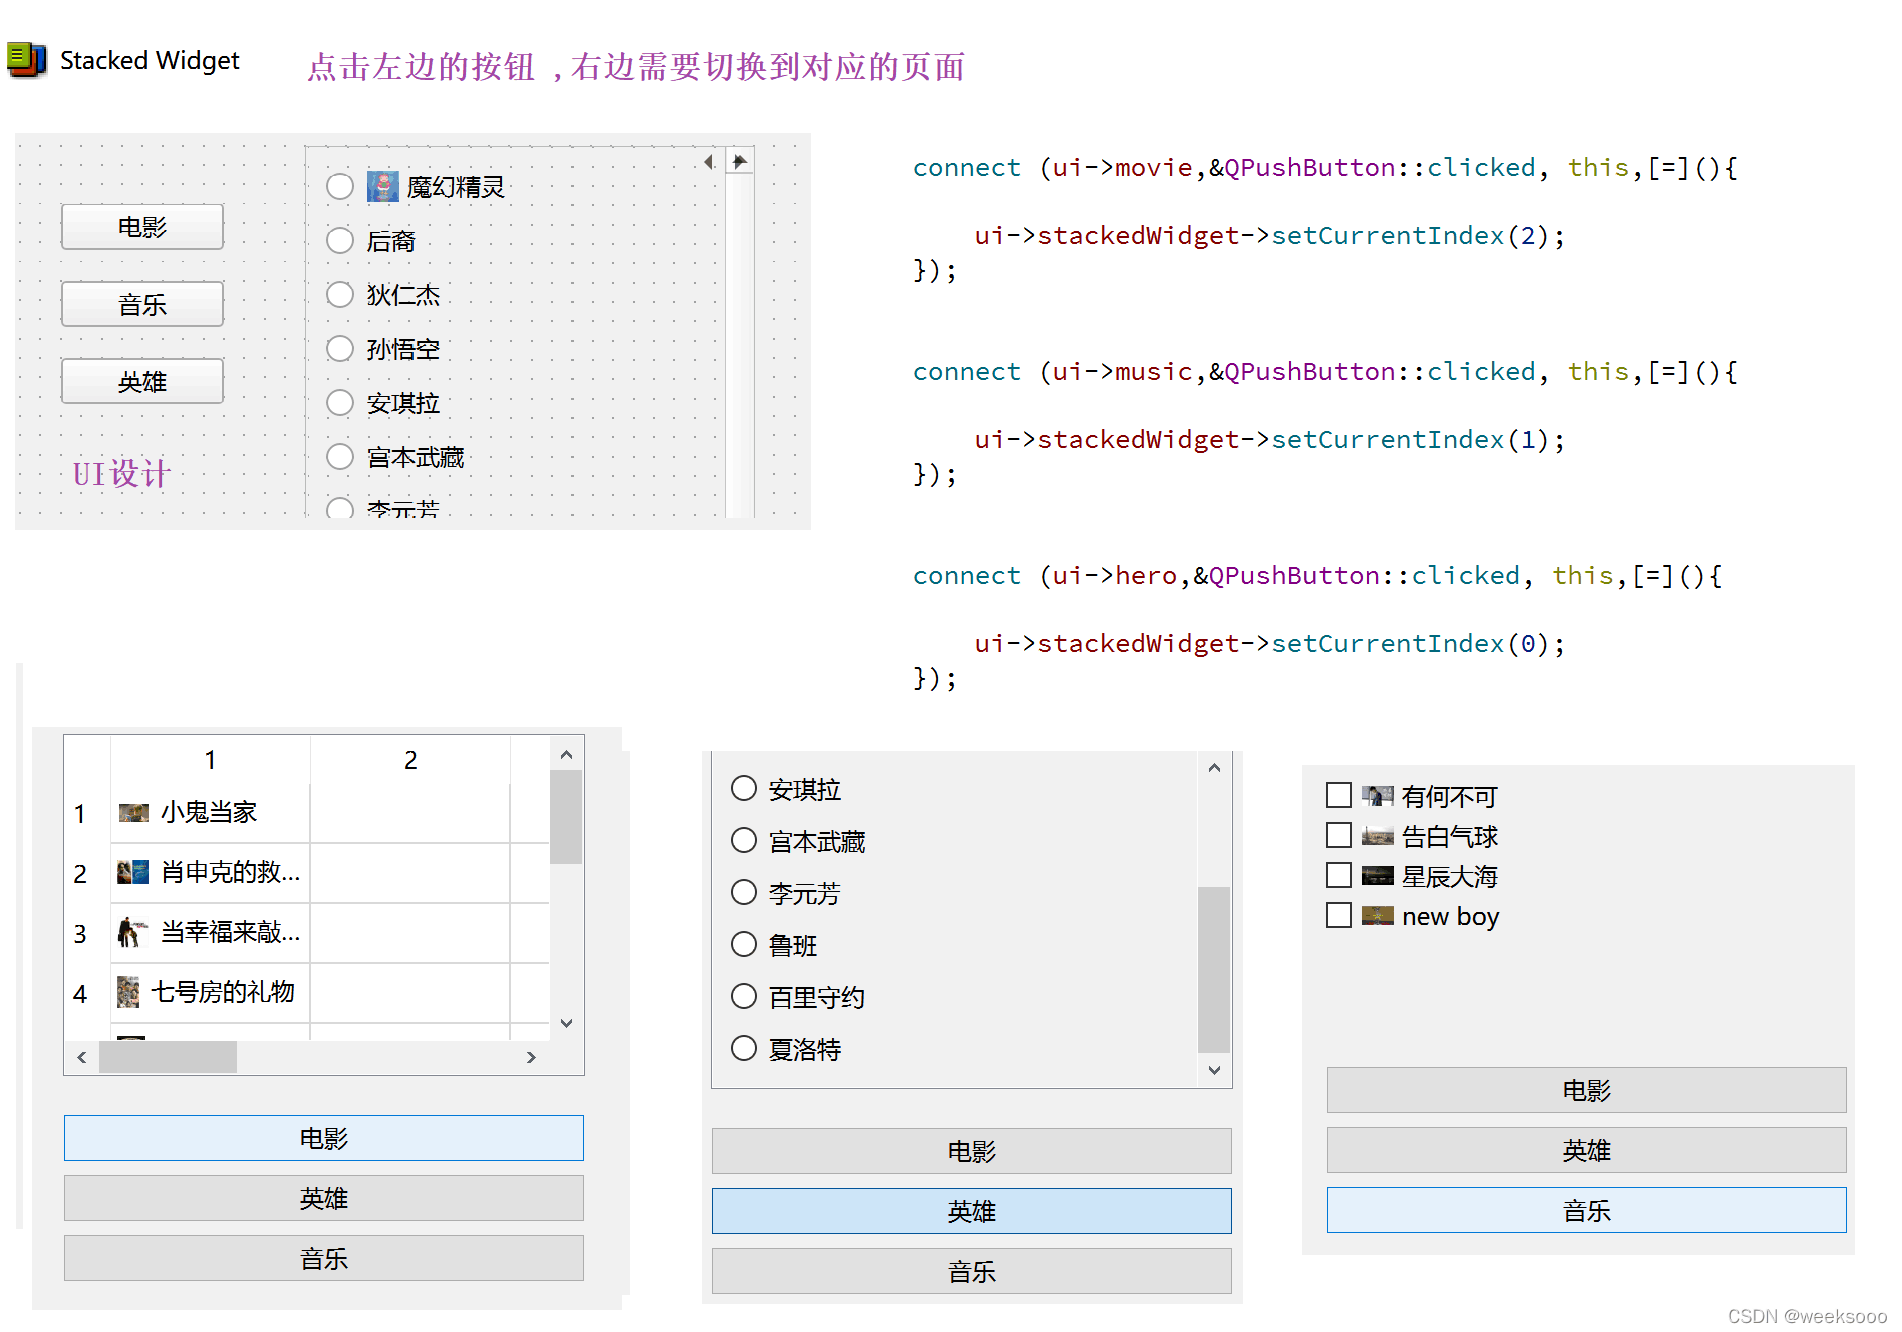 Stacked Widget
点击左边的按钮 ,右边需要切换到对应的页面
电影
音乐
英雄
UI设计
魔幻精灵
后裔
狄仁杰
孙悟空
安琪拉
宫本武藏
李元芳
connect (ui->movie,&QPushButton::clicked, this,[=](){
ui->stackedWidget->setCurrentIndex(2);
});
connect (ui->music,&QPushButton::clicked, this,[=](){
ui->stackedWidget->setCurrentIndex(1);
});
connect (ui->hero,&QPushButton::clicked, this,[=](){
ui->stackedWidget->setCurrentIndex(0);
});
1 2
1 小鬼当家
2 肖申克的救...
3 当幸福来敲...
4 七号房的礼物
电影
英雄
音乐
安琪拉
宫本武藏
李元芳
鲁班
百里守约
夏洛特
电影
英雄
音乐
有何不可
告白气球
星辰大海
new boy
电影
英雄
音乐
CSDN @weeksooo